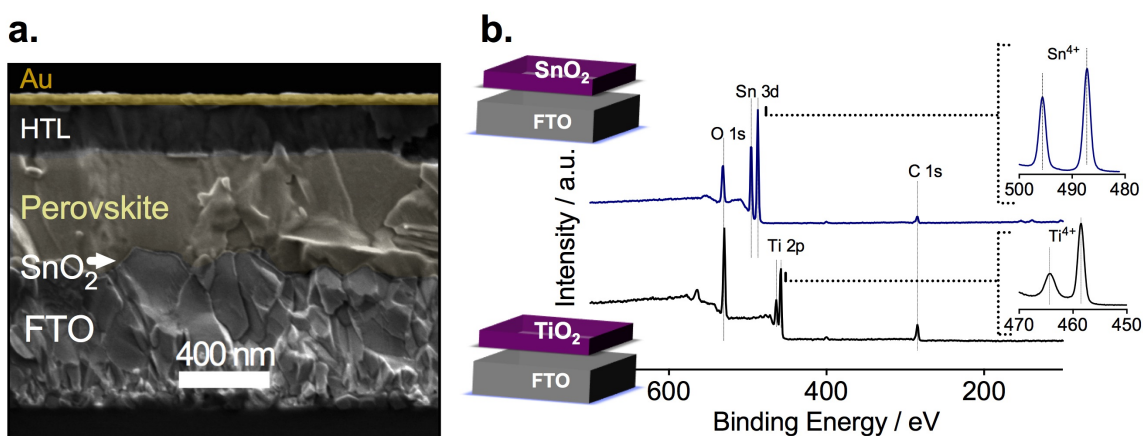 a.
Au
HTL
Perovskite
SnO₂
FTO
400 nm
b.
SnO₂
FTO
TiO₂
FTO
Intensity / a.u.
O 1s
Sn 3d
Ti 2p
C 1s
Sn⁴⁺
500 490 480
Ti⁴⁺
470 460 450
600 400 200
Binding Energy / eV